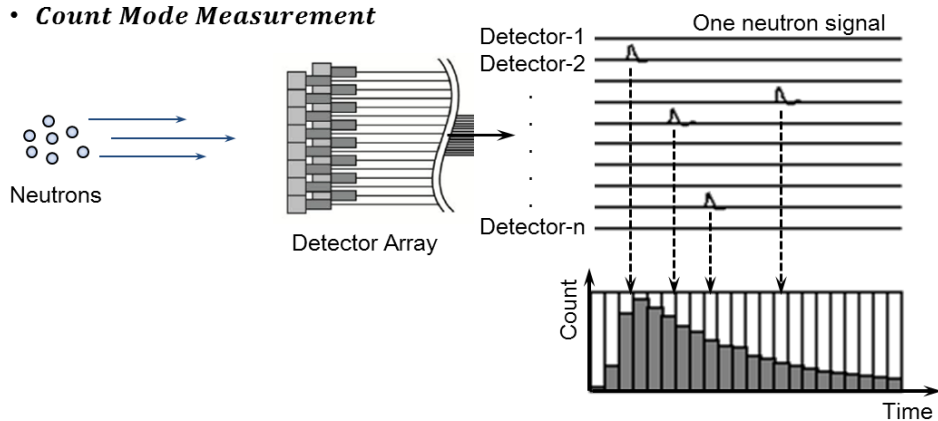 • Count Mode Measurement
One neutron signal
Detector-1
Detector-2
.
.
.
.
.
.
Detector-n
Neutrons
Detector Array
Count
Time